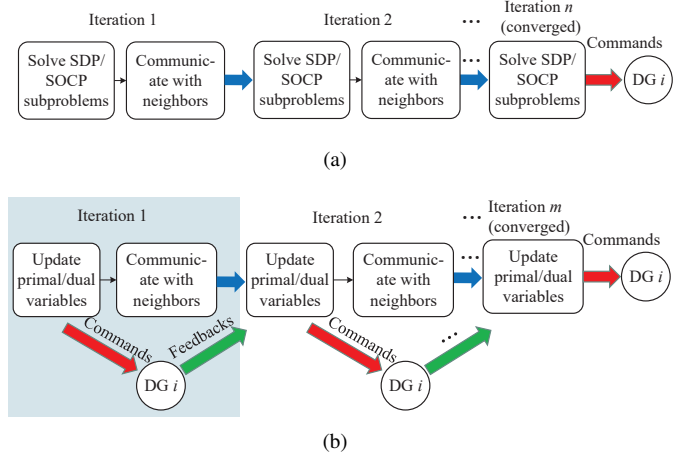 Iteration 1
Iteration 2
...
Iteration n
(converged)
Solve SDP/
SOCP
subproblems
Communic-
ate with
neighbors
Solve SDP/
SOCP
subproblems
Communic-
ate with
neighbors
...
Solve SDP/
SOCP
subproblems
Commands
DG i
(a)
Iteration 1
Iteration 2
...
Iteration m
(converged)
Update
primal/dual
variables
Communic-
ate with
neighbors
Update
primal/dual
variables
Communic-
ate with
neighbors
...
Update
primal/dual
variables
Commands
DG i
Commands
Feedbacks
DG i
Commands
...
DG i
(b)